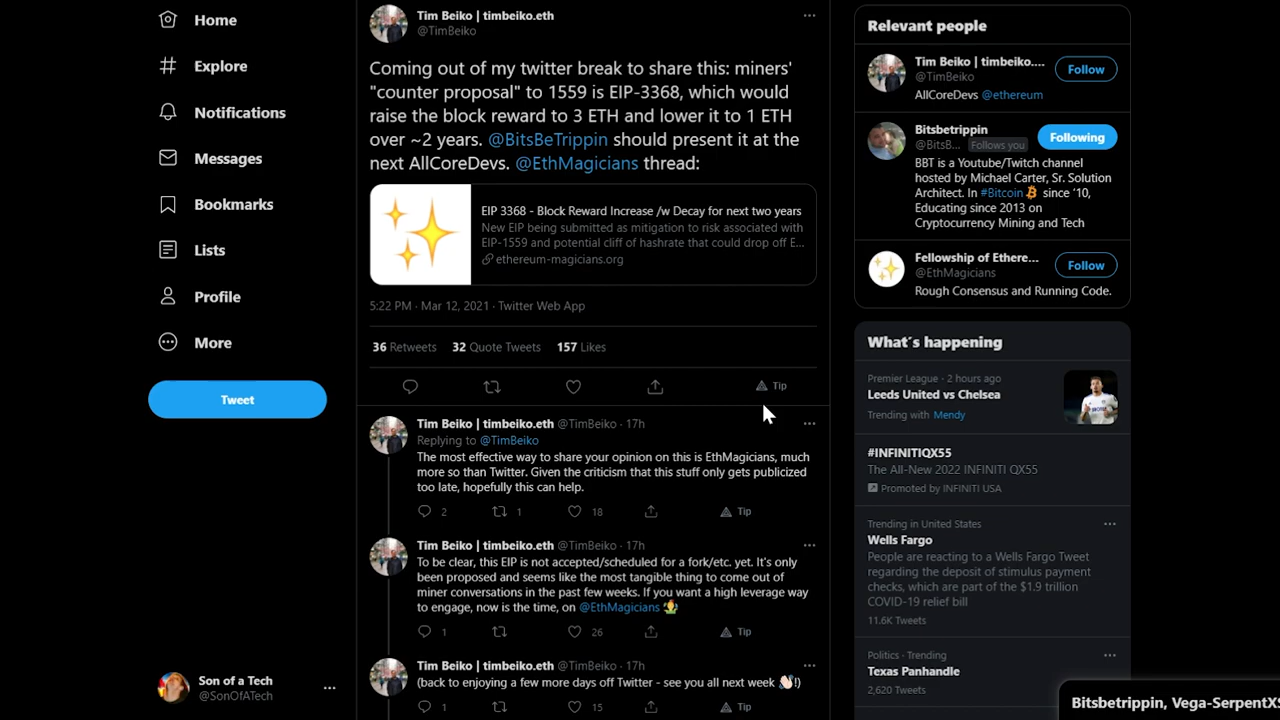 Home
Explore
Notifications
Messages
Bookmarks
Lists
Profile
More
Tweet
Son of a Tech
@SonOfATech
Tim Beiko | timbeiko.eth
@TimBeiko
Coming out of my twitter break to share this: miners'
"counter proposal" to 1559 is EIP-3368, which would
raise the block reward to 3 ETH and lower it to 1 ETH
over ~2 years. @BitsBeTrippin should present it at the
next AllCoreDevs. @EthMagicians thread:
EIP 3368 - Block Reward Increase /w Decay for next two years
New EIP being submitted as mitigation to risk associated with
EIP-1559 and potential cliff of hashrate that could drop off E...
ethereum-magicians.org
5:22 PM · Mar 12, 2021 · Twitter Web App
36 Retweets 32 Quote Tweets 157 Likes
Tip
Tim Beiko | timbeiko.eth @TimBeiko · 17h
Replying to @TimBeiko
The most effective way to share your opinion on this is EthMagicians, much
more so than Twitter. Given the criticism that this stuff only gets publicized
too late, hopefully this can help.
2 1 18 Tip
Tim Beiko | timbeiko.eth @TimBeiko · 17h
To be clear, this EIP is not accepted/scheduled for a fork/etc. yet. It's only
been proposed and seems like the most tangible thing to come out of
miner conversations in the past few weeks. If you want a high leverage way
to engage, now is the time, on @EthMagicians
1 26 Tip
Tim Beiko | timbeiko.eth @TimBeiko · 17h
(back to enjoying a few more days off Twitter - see you all next week 👋🏻!)
1 15 Tip
Relevant people
Tim Beiko | timbeiko....
@TimBeiko
Follow
AllCoreDevs @ethereum
Bitsbetrippin
@BitsB... Follows you
Following
BBT is a Youtube/Twitch channel
hosted by Michael Carter, Sr. Solution
Architect. In #Bitcoin since '10,
Educating since 2013 on
Cryptocurrency Mining and Tech
Fellowship of Ethere...
@EthMagicians
Follow
Rough Consensus and Running Code.
What's happening
Premier League · 2 hours ago
Leeds United vs Chelsea
Trending with Mendy
#INFINITIQX55
The All-New 2022 INFINITI QX55
Promoted by INFINITI USA
Trending in United States
Wells Fargo
People are reacting to a Wells Fargo Tweet
regarding the deposit of stimulus payment
checks, which are part of the $1.9 trillion
COVID-19 relief bill
11.6K Tweets
Politics · Trending
Texas Panhandle
2,620 Tweets
Bitsbetrippin, Vega-SerpentX